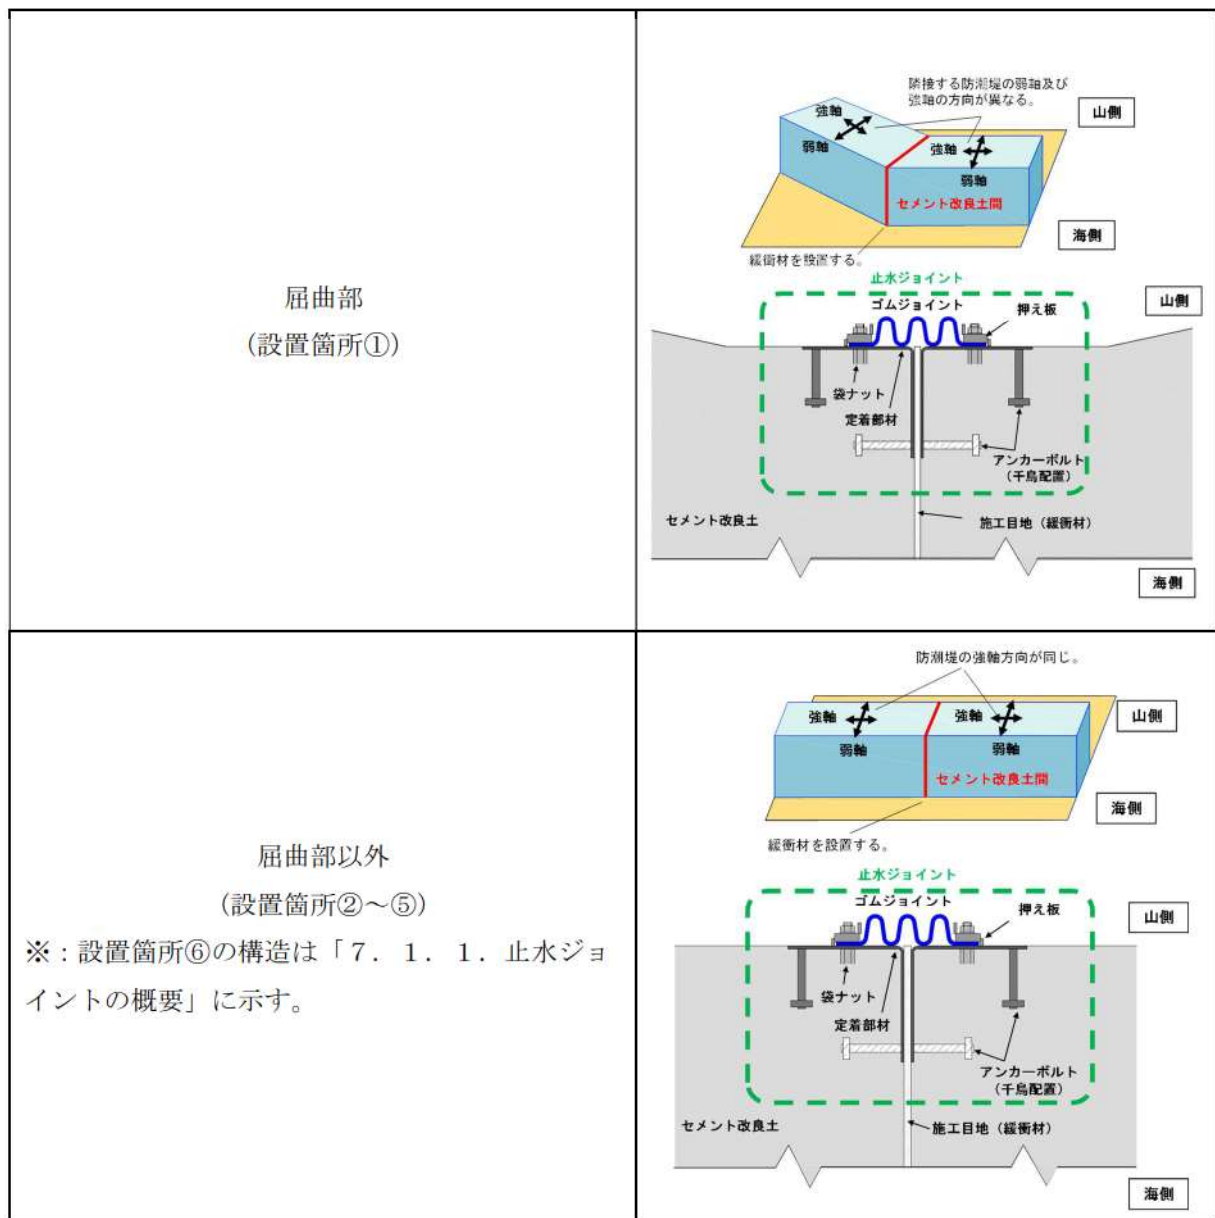 屈曲部
(設置箇所①)
隣接する防潮堤の弱軸及び
強軸の方向が異なる。
山側
強軸
弱軸
強軸
弱軸
セメント改良土間
海側
緩衝材を設置する。
止水ジョイント
山側
ゴムジョイント
押え板
袋ナット
定着部材
アンカーボルト
(千鳥配置)
セメント改良土
施工目地(緩衝材)
海側
屈曲部以外
(設置箇所②～⑤)
※:設置箇所⑥の構造は「7.1.1.止水ジョ
イントの概要」に示す。
防潮堤の強軸方向が同じ。
山側
強軸
強軸
弱軸
弱軸
セメント改良土間
海側
緩衝材を設置する。
止水ジョイント
ゴムジョイント
押え板
山側
袋ナット
定着部材
アンカーボルト
(千鳥配置)
セメント改良土
施工目地(緩衝材)
海側